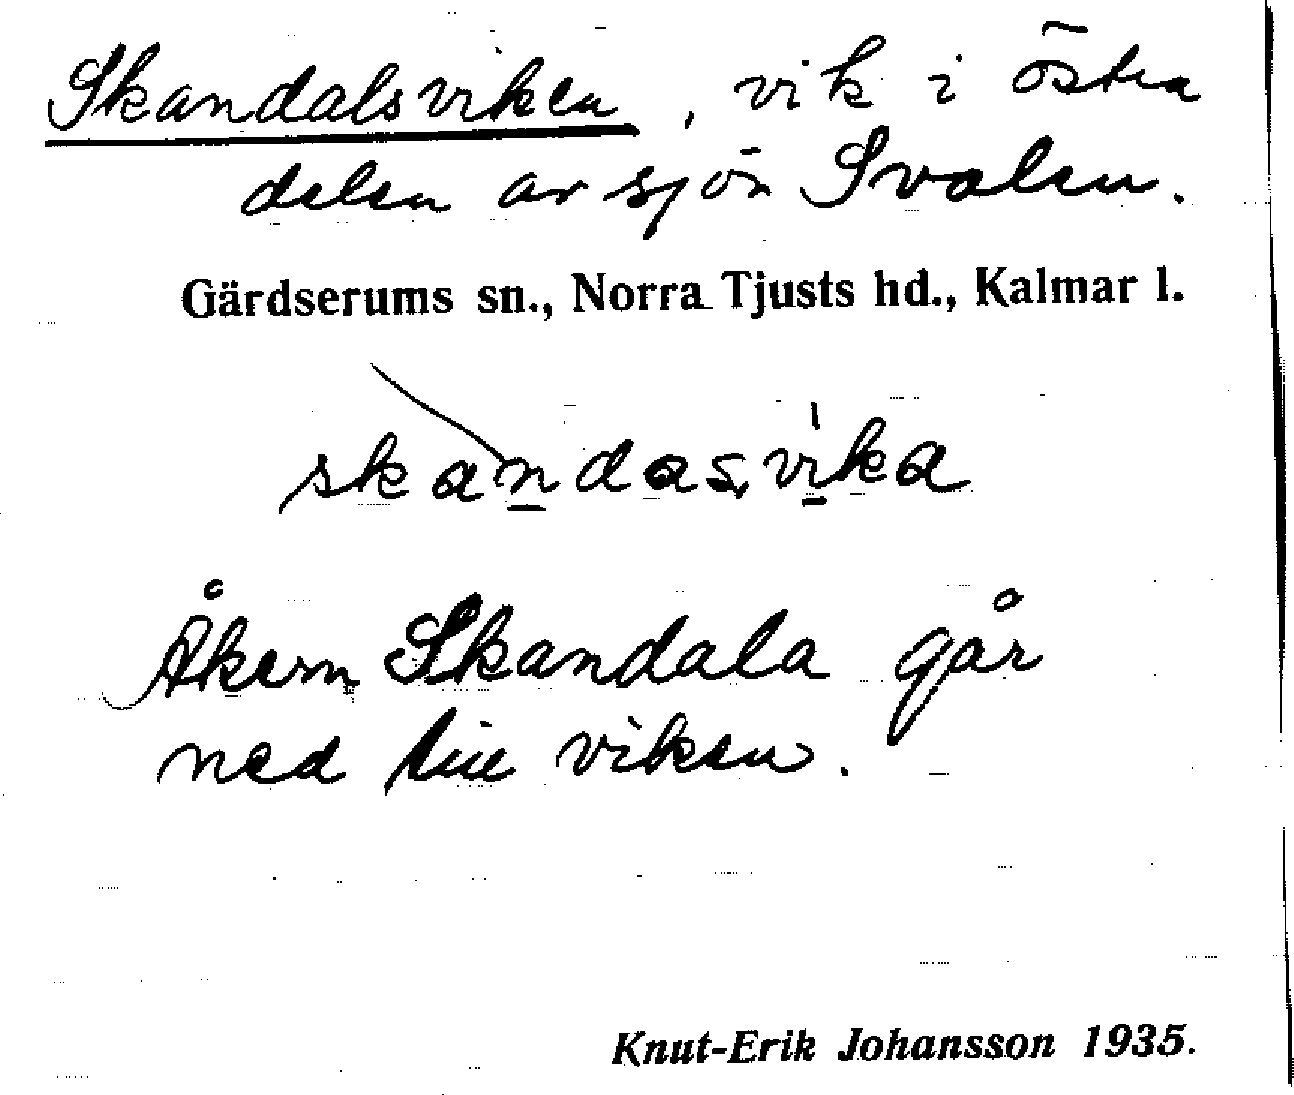 Skandalsviken, vik i östra
delen av sjön Svalen.
Gärdserums sn., Norra Tjusts hd., Kalmar l.
skandasvika
Åkern Skandala går
ned till viken.
Knut-Erik Johansson 1935.